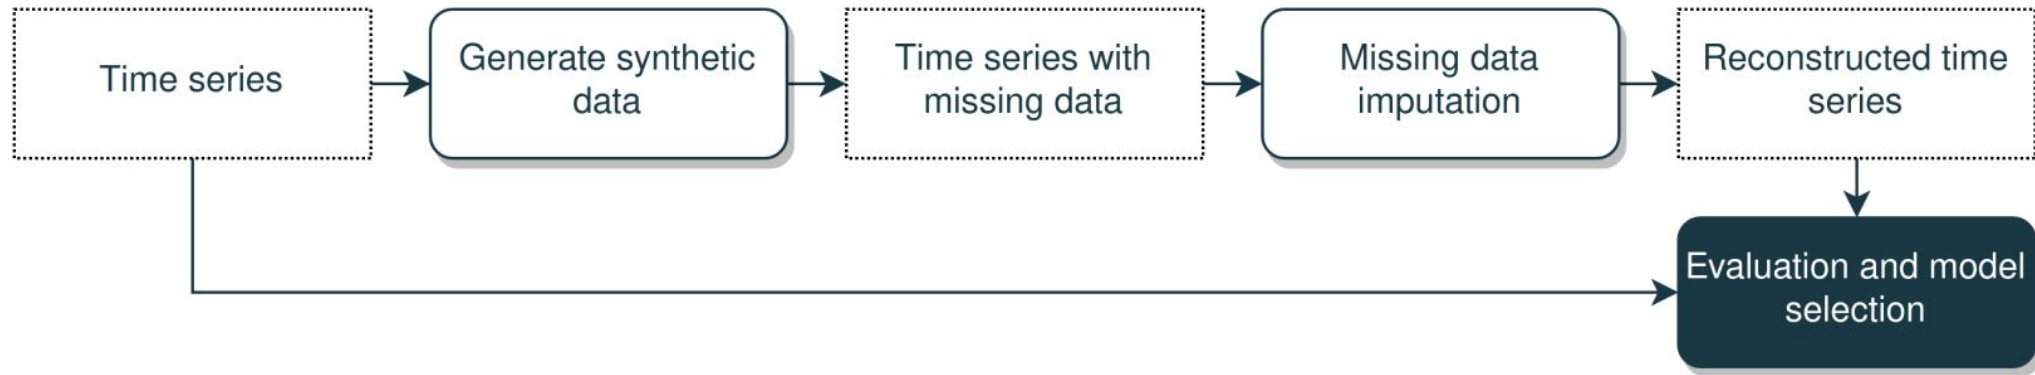 Time series
Generate synthetic
data
Time series with
missing data
Missing data
imputation
Reconstructed time
series
Evaluation and model
selection